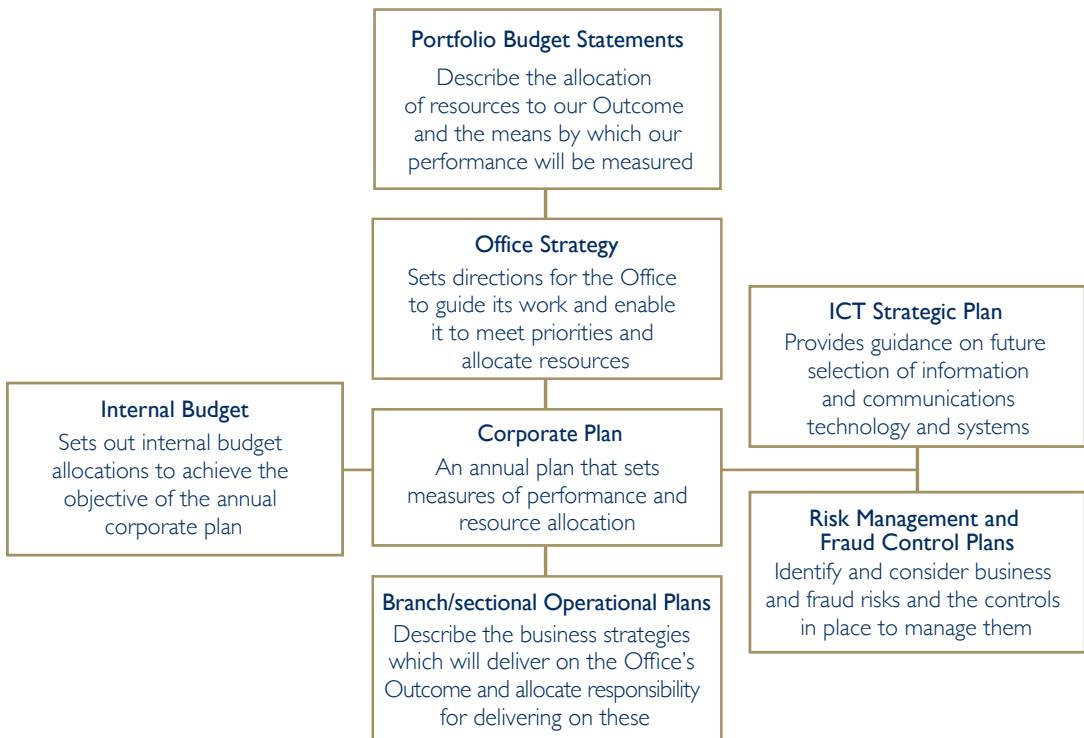 Portfolio Budget Statements
Describe the allocation
of resources to our Outcome
and the means by which our
performance will be measured
Office Strategy
Sets directions for the Office
to guide its work and enable
it to meet priorities and
allocate resources
ICT Strategic Plan
Provides guidance on future
selection of information
and communications
technology and systems
Internal Budget
Sets out internal budget
allocations to achieve the
objective of the annual
corporate plan
Corporate Plan
An annual plan that sets
measures of performance and
resource allocation
Risk Management and
Fraud Control Plans
Identify and consider business
and fraud risks and the controls
in place to manage them
Branch/sectional Operational Plans
Describe the business strategies
which will deliver on the Office's
Outcome and allocate responsibility
for delivering on these